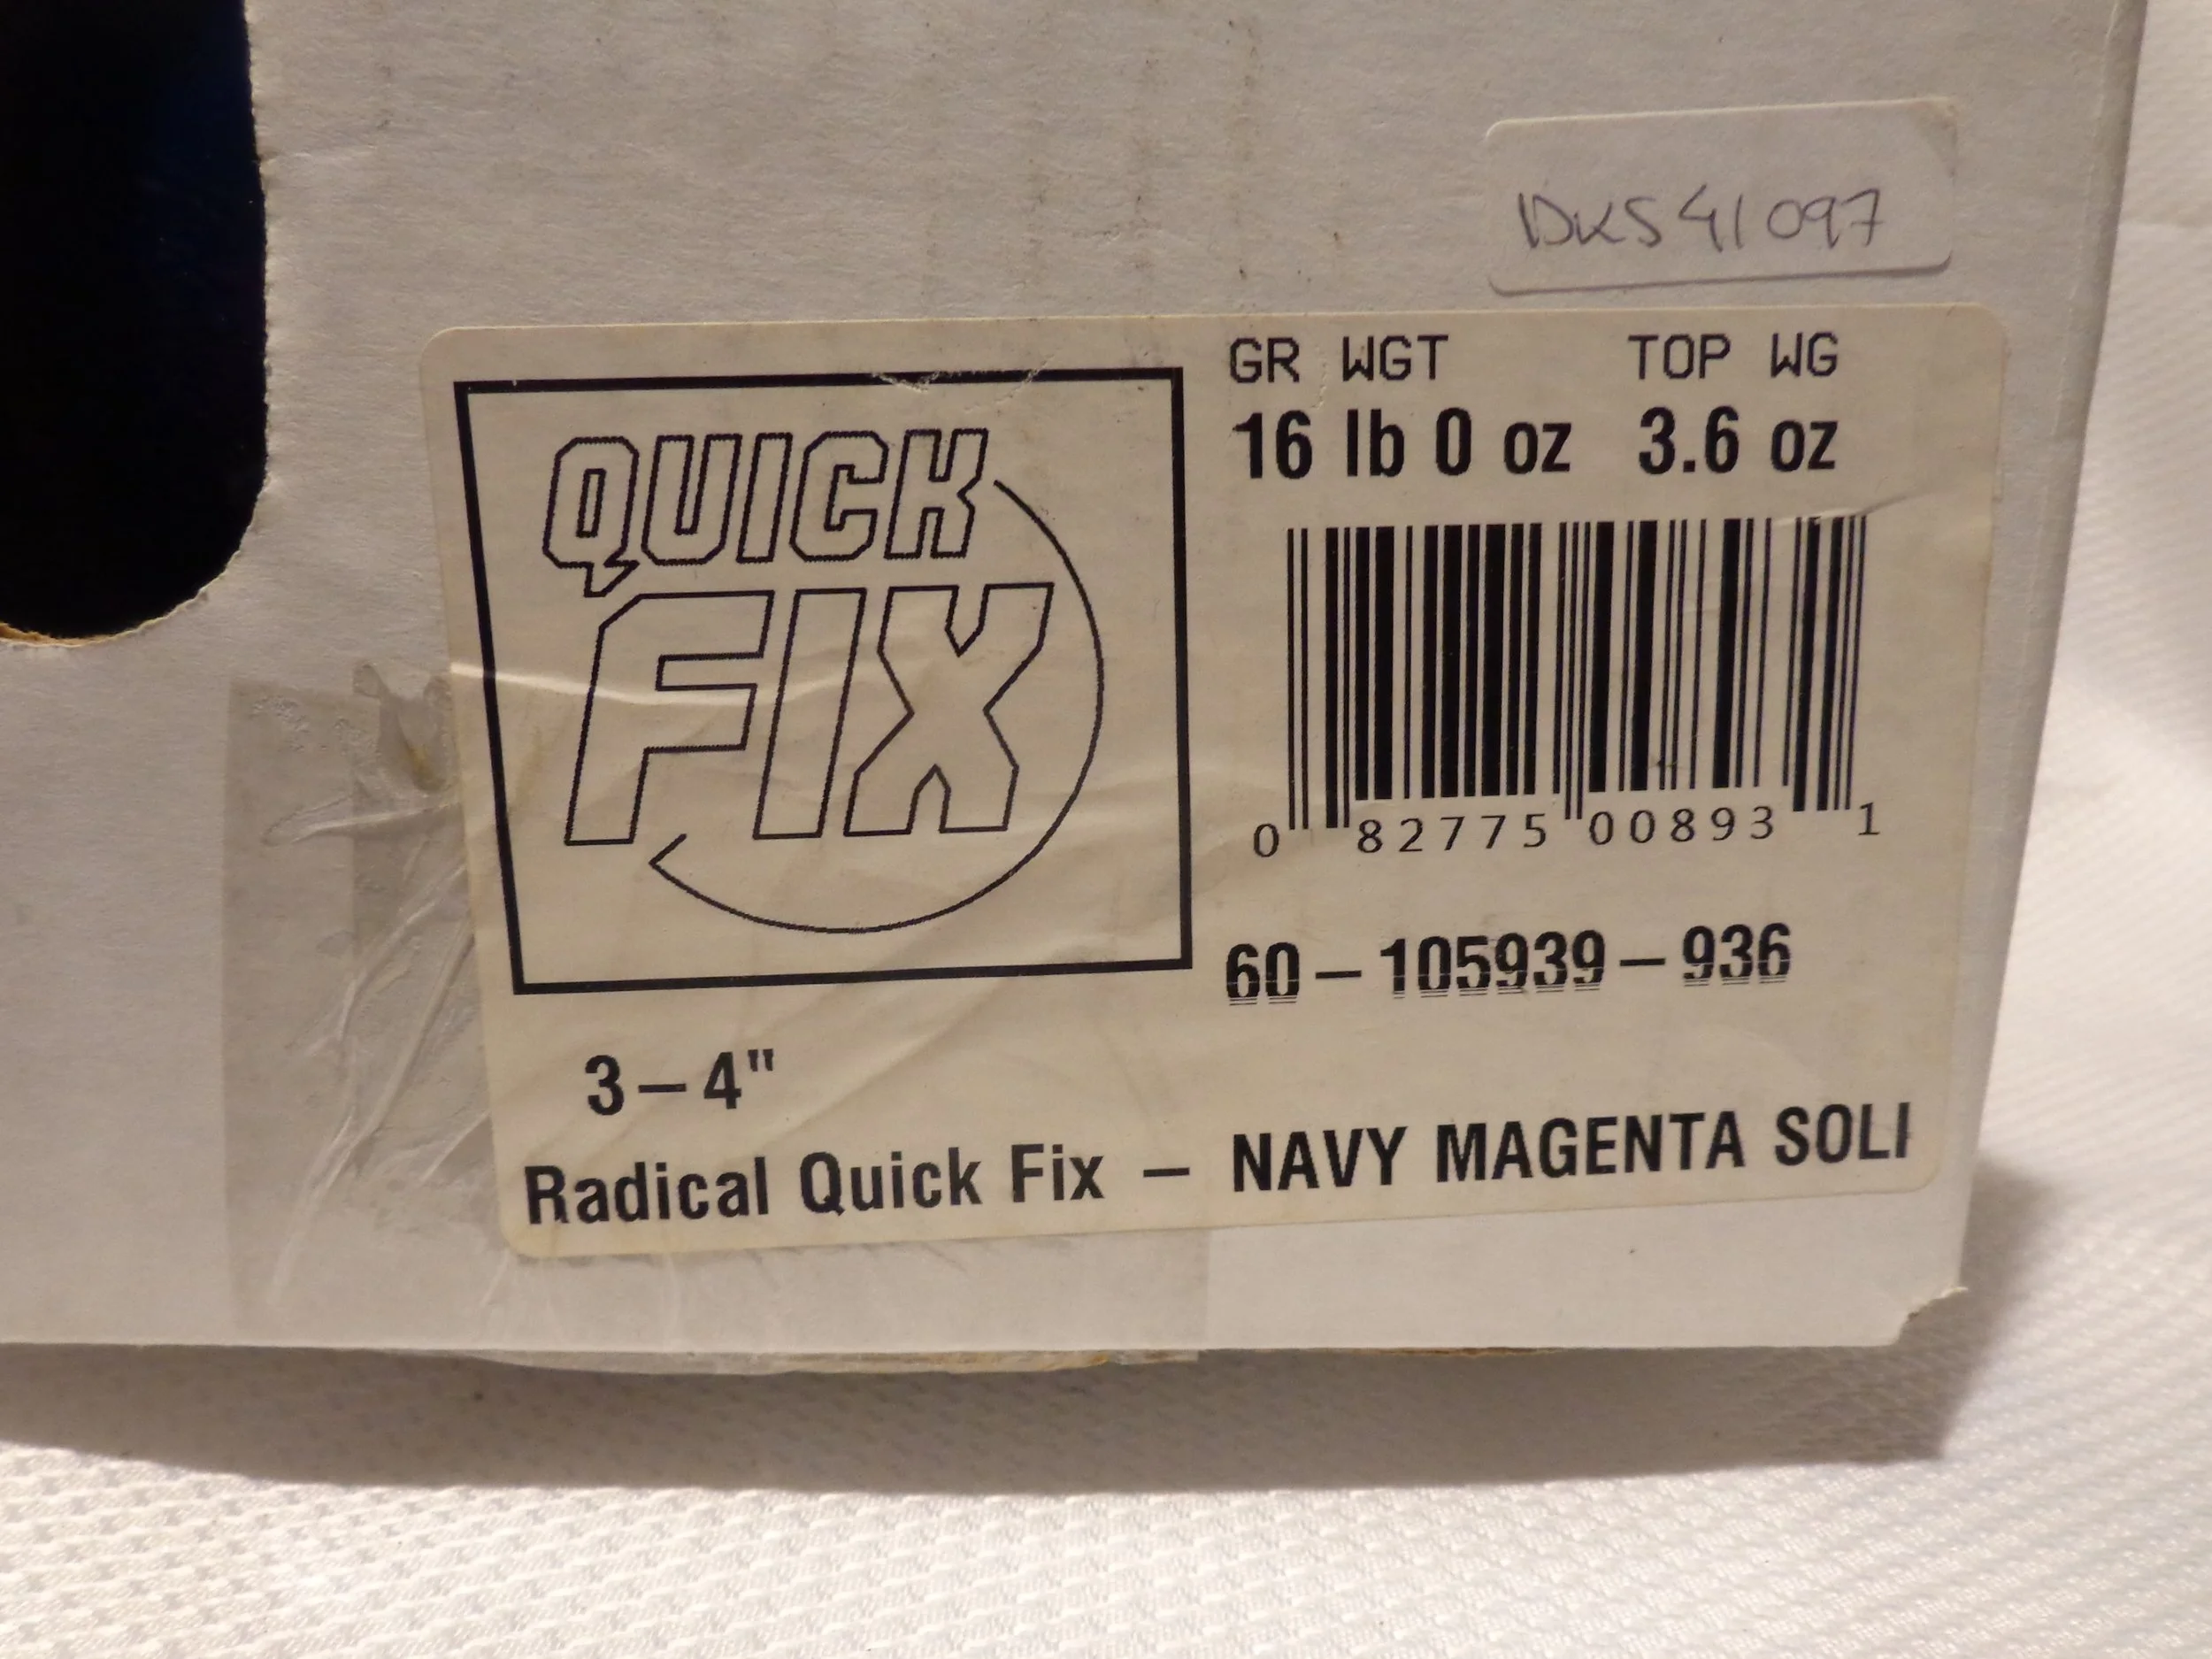 DKS41097
QUICK
FIX
GR WGT TOP WG
16 lb 0 oz 3.6 oz
0 82775 00893 1
60-105939-936
3-4"
Radical Quick Fix - NAVY MAGENTA SOLI